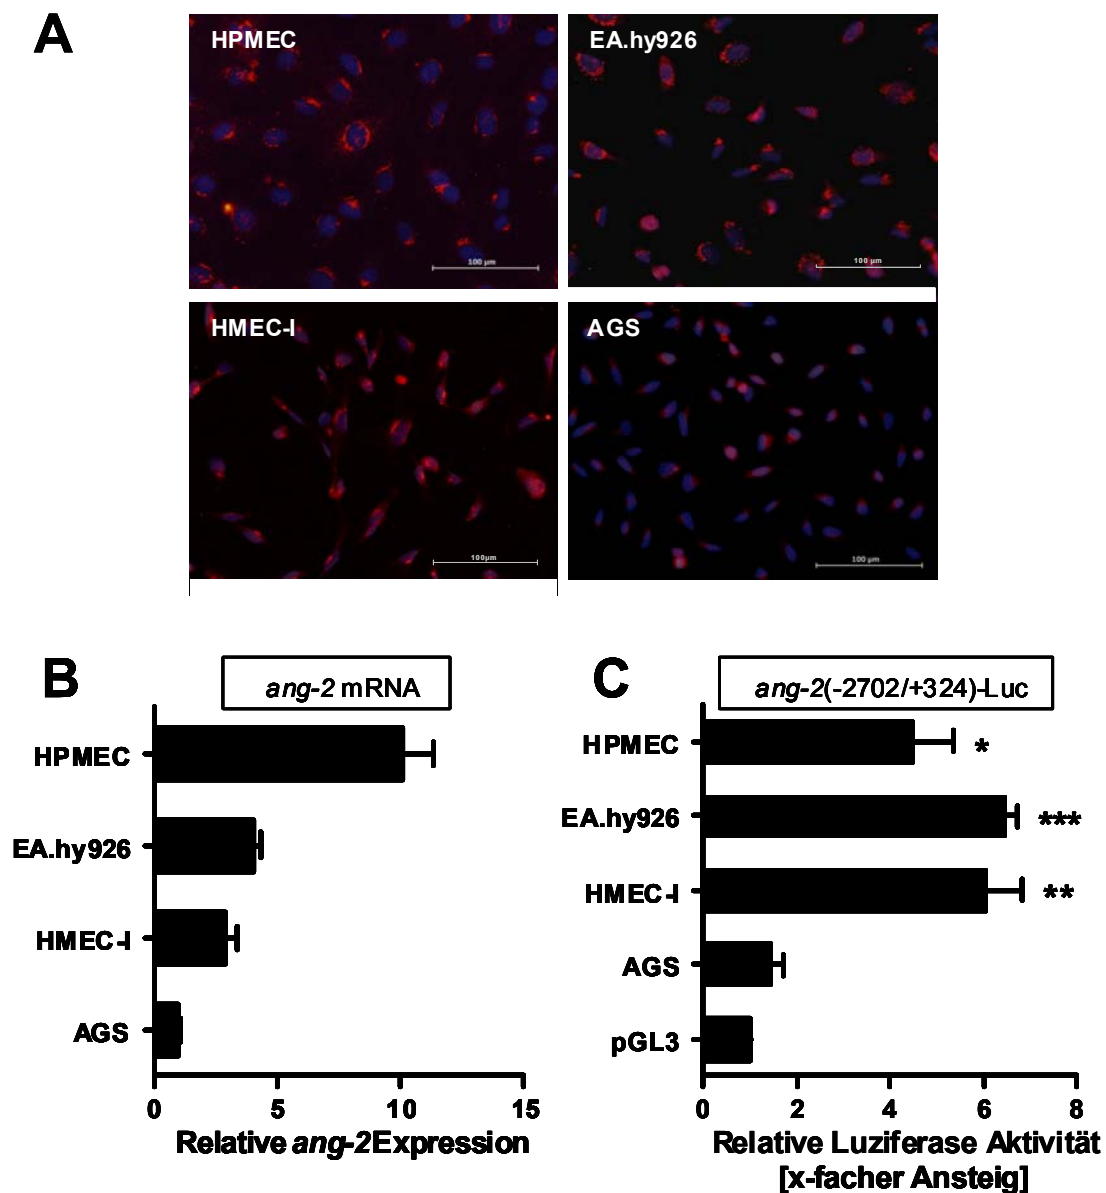 A
HPMEC
EA.hy926
100 µm
100 µm
HMEC-I
AGS
100µm
100 µm
B
ang-2 mRNA
HPMEC
EA.hy926
HMEC-I
AGS
0 5 10 15
Relative ang-2 Expression
C
ang-2(-2702/+324)-Luc
HPMEC
*
EA.hy926
***
HMEC-I
**
AGS
pGL3
0 2 4 6 8
Relative Luziferase Aktivität
[x-facher Ansteig]